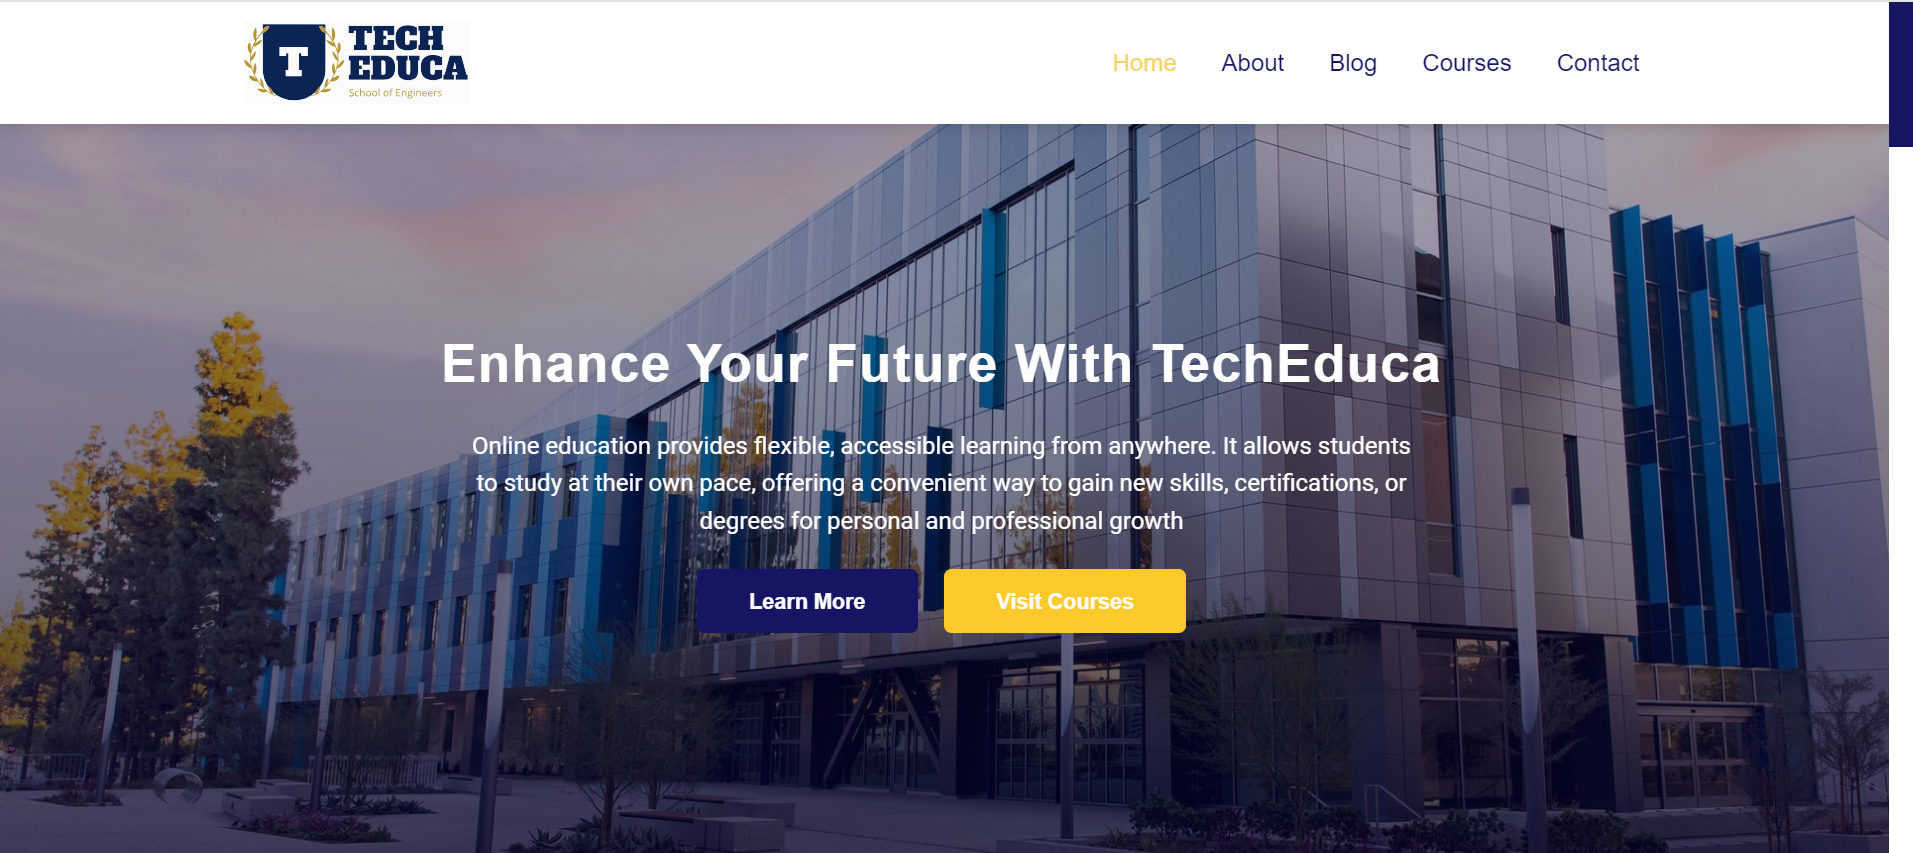 T
TECH
EDUCA
School of Engineers
Home About Blog Courses Contact
Enhance Your Future With TechEduca
Online education provides flexible, accessible learning from anywhere. It allows students
to study at their own pace, offering a convenient way to gain new skills, certifications, or
degrees for personal and professional growth
Learn More Visit Courses